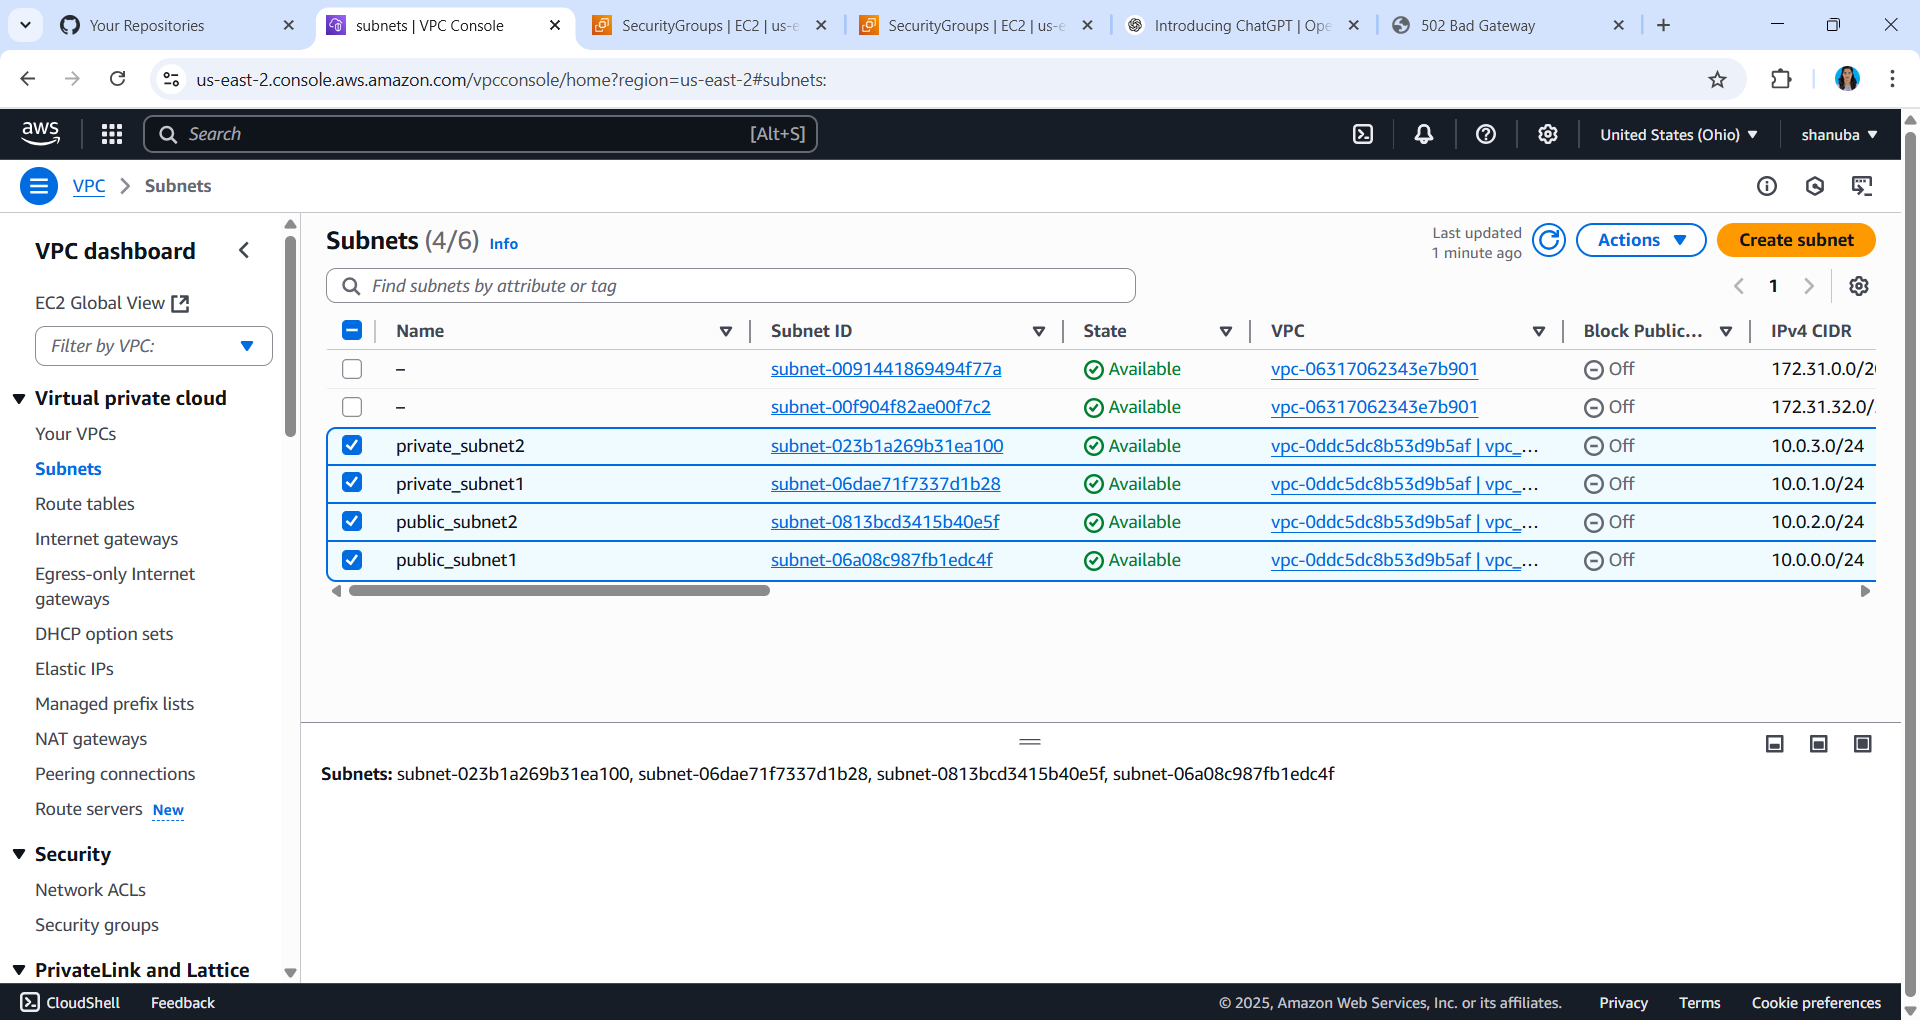 Your Repositories
subnets | VPC Console
SecurityGroups | EC2 | us-e
SecurityGroups | EC2 | us-e
Introducing ChatGPT | Ope
502 Bad Gateway
us-east-2.console.aws.amazon.com/vpcconsole/home?region=us-east-2#subnets:
aws
Search
[Alt+S]
United States (Ohio)
shanuba
VPC
Subnets
VPC dashboard
EC2 Global View
Filter by VPC:
Virtual private cloud
Your VPCs
Subnets
Route tables
Internet gateways
Egress-only Internet
gateways
DHCP option sets
Elastic IPs
Managed prefix lists
NAT gateways
Peering connections
Route servers New
Security
Network ACLs
Security groups
PrivateLink and Lattice
Subnets (4/6) Info
Last updated
1 minute ago
Actions
Create subnet
Find subnets by attribute or tag
1
Name Subnet ID State VPC Block Public... IPv4 CIDR
– subnet-0091441869494f77a Available vpc-06317062343e7b901 Off 172.31.0.0/20
– subnet-00f904f82ae00f7c2 Available vpc-06317062343e7b901 Off 172.31.32.0/
private_subnet2 subnet-023b1a269b31ea100 Available vpc-0ddc5dc8b53d9b5af | vpc_... Off 10.0.3.0/24
private_subnet1 subnet-06dae71f7337d1b28 Available vpc-0ddc5dc8b53d9b5af | vpc_... Off 10.0.1.0/24
public_subnet2 subnet-0813bcd3415b40e5f Available vpc-0ddc5dc8b53d9b5af | vpc_... Off 10.0.2.0/24
public_subnet1 subnet-06a08c987fb1edc4f Available vpc-0ddc5dc8b53d9b5af | vpc_... Off 10.0.0.0/24
Subnets: subnet-023b1a269b31ea100, subnet-06dae71f7337d1b28, subnet-0813bcd3415b40e5f, subnet-06a08c987fb1edc4f
CloudShell
Feedback
© 2025, Amazon Web Services, Inc. or its affiliates.
Privacy
Terms
Cookie preferences